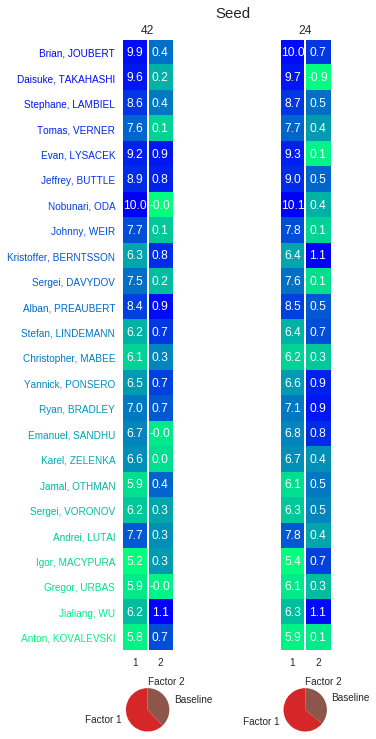 Seed
42 24
Brian, JOUBERT 9.9 0.4 10.0 0.7
Daisuke, TAKAHASHI 9.6 0.2 9.7 -0.9
Stephane, LAMBIEL 8.6 0.4 8.7 0.5
Tomas, VERNER 7.6 0.1 7.7 0.4
Evan, LYSACEK 9.2 0.9 9.3 0.1
Jeffrey, BUTTLE 8.9 0.8 9.0 0.5
Nobunari, ODA 10.0 -0.0 10.1 0.4
Johnny, WEIR 7.7 0.1 7.8 0.1
Kristoffer, BERNTSSON 6.3 0.8 6.4 1.1
Sergei, DAVYDOV 7.5 0.2 7.6 0.1
Alban, PREAUBERT 8.4 0.9 8.5 0.5
Stefan, LINDEMANN 6.2 0.7 6.4 0.7
Christopher, MABEE 6.1 0.3 6.2 0.3
Yannick, PONSERO 6.5 0.7 6.6 0.9
Ryan, BRADLEY 7.0 0.7 7.1 0.9
Emanuel, SANDHU 6.7 -0.0 6.8 0.8
Karel, ZELENKA 6.6 0.0 6.7 0.4
Jamal, OTHMAN 5.9 0.4 6.1 0.5
Sergei, VORONOV 6.2 0.3 6.3 0.5
Andrei, LUTAI 7.7 0.3 7.8 0.4
Igor, MACYPURA 5.2 0.3 5.4 0.7
Gregor, URBAS 5.9 -0.0 6.1 0.3
Jialiang, WU 6.2 1.1 6.3 1.1
Anton, KOVALEVSKI 5.8 0.7 5.9 0.1
1 2 1 2
Factor 2 Factor 2
Baseline Baseline
Factor 1 Factor 1